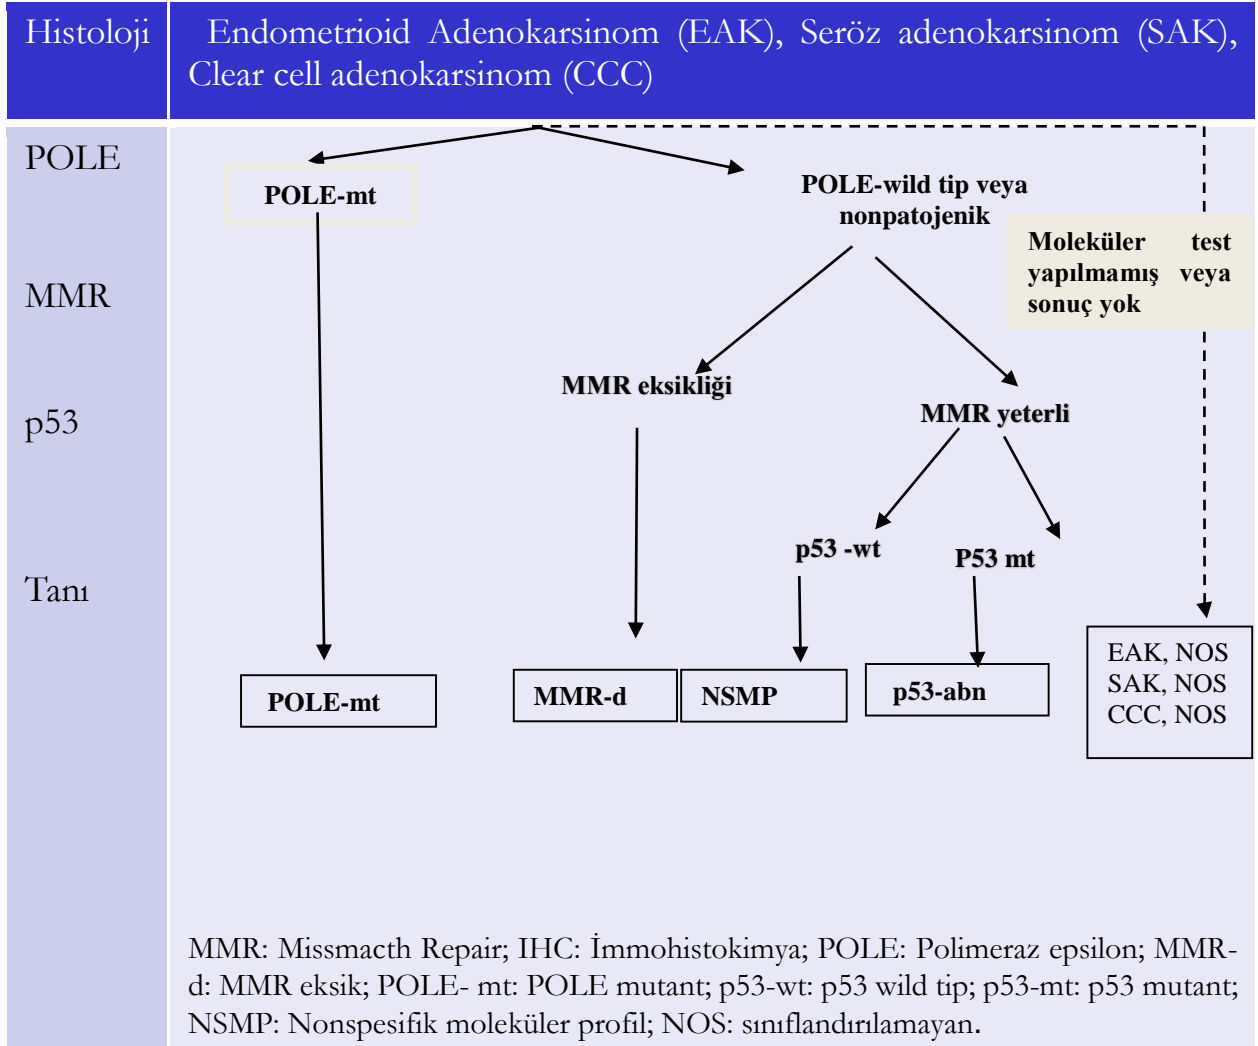 Histoloji
Endometrioid Adenokarsinom (EAK), Seröz adenokarsinom (SAK),
Clear cell adenokarsinom (CCC)
POLE
MMR
p53
Tanı
POLE-mt
POLE-wild tip veya
nonpatojenik
Moleküler test
yapılmamış veya
sonuç yok
MMR eksikliği
MMR yeterli
p53 -wt
P53 mt
POLE-mt
MMR-d
NSMP
p53-abn
EAK, NOS
SAK, NOS
CCC, NOS
MMR: Missmacth Repair; IHC: İmmohistokimya; POLE: Polimeraz epsilon; MMR-
d: MMR eksik; POLE- mt: POLE mutant; p53-wt: p53 wild tip; p53-mt: p53 mutant;
NSMP: Nonspesifik moleküler profil; NOS: sınıflandırılamayan.